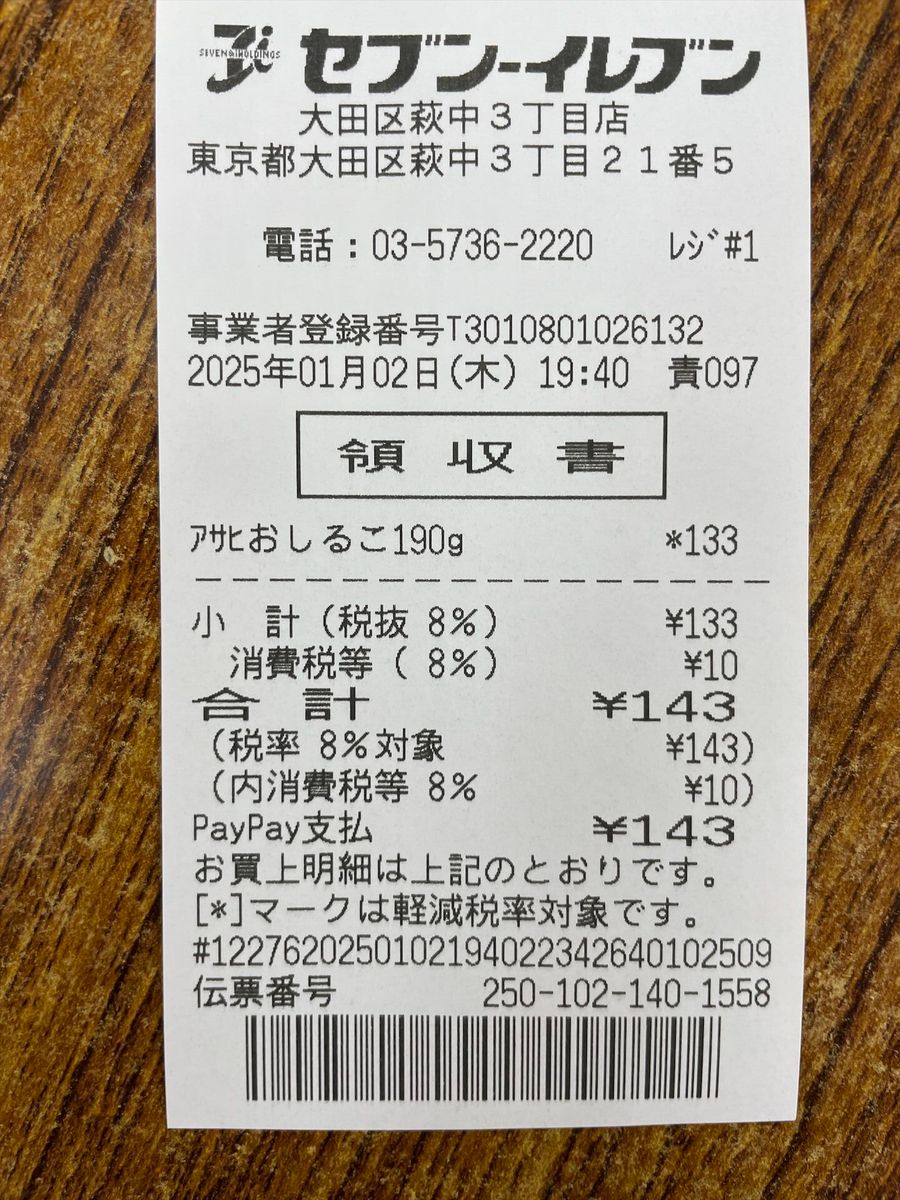 SEVEN&i HOLDINGS
セブン-イレブン
大田区萩中３丁目店
東京都大田区萩中３丁目２１番５
電話：03-5736-2220 ﾚｼﾞ#1
事業者登録番号T3010801026132
2025年01月02日(木) 19:40 責097
領収書
ｱｻﾋおしるこ190g *133
小　計（税抜 8%） ¥133
消費税等（ 8%） ¥10
合　計 ¥143
（税率 8%対象 ¥143）
（内消費税等 8% ¥10）
PayPay支払 ¥143
お買上明細は上記のとおりです。
[*]マークは軽減税率対象です。
#122762025010219402234264010​2509
伝票番号 250-102-140-1558